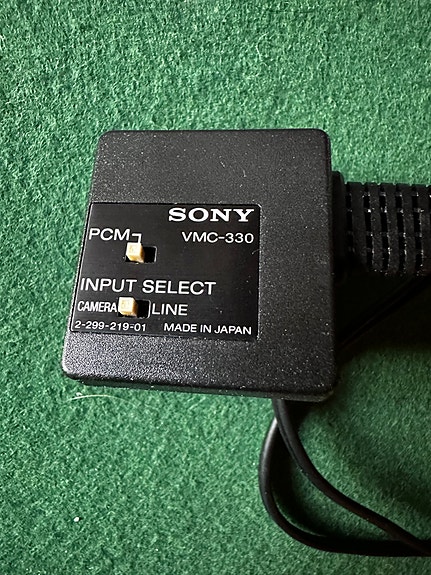 SONY
PCM VMC-330
INPUT SELECT
CAMERA LINE
2-299-219-01 MADE IN JAPAN